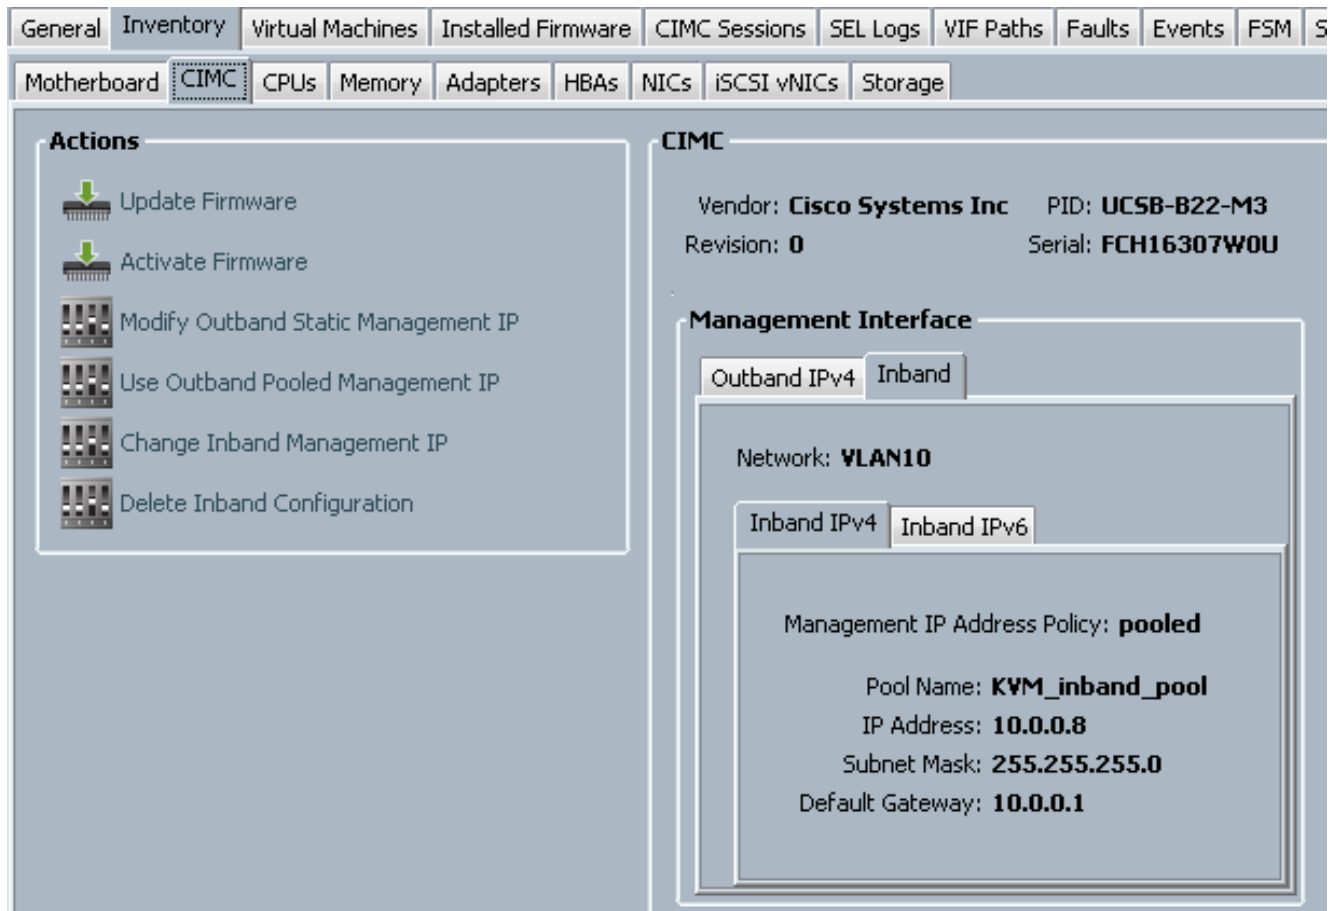 General Inventory Virtual Machines Installed Firmware CIMC Sessions SEL Logs VIF Paths Faults Events FSM
Motherboard CIMC CPUs Memory Adapters HBAs NICs iSCSI vNICs Storage
Actions
Update Firmware
Activate Firmware
Modify Outband Static Management IP
Use Outband Pooled Management IP
Change Inband Management IP
Delete Inband Configuration
CIMC
Vendor: Cisco Systems Inc PID: UCSB-B22-M3
Revision: 0 Serial: FCH16307W0U
Management Interface
Outband IPv4 Inband
Network: VLAN10
Inband IPv4 Inband IPv6
Management IP Address Policy: pooled
Pool Name: KVM_inband_pool
IP Address: 10.0.0.8
Subnet Mask: 255.255.255.0
Default Gateway: 10.0.0.1